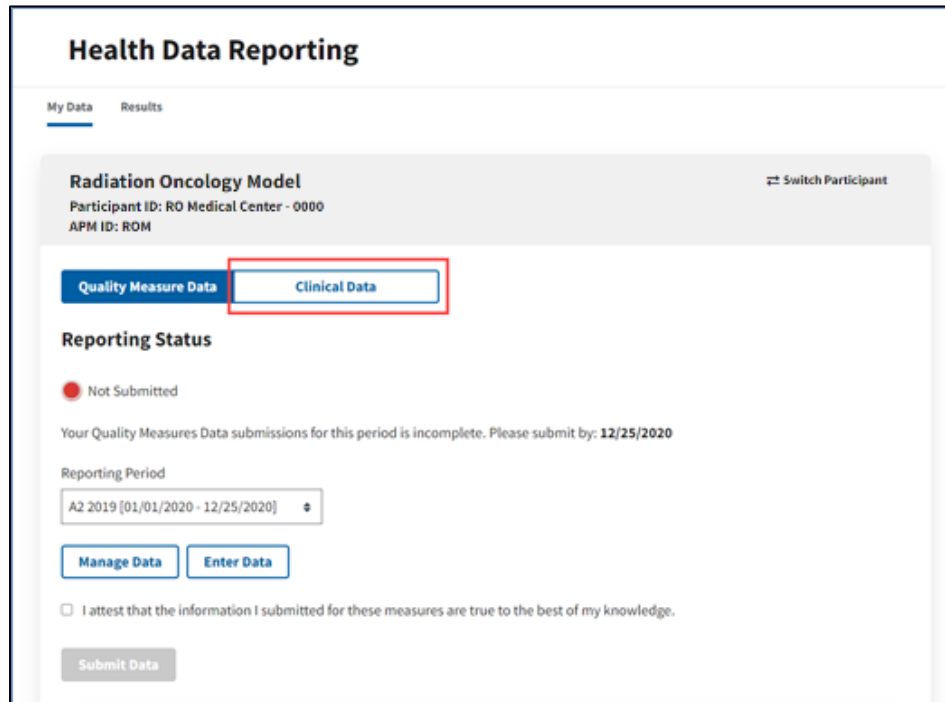 Health Data Reporting
My Data Results
Radiation Oncology Model
Switch Participant
Participant ID: RO Medical Center - 0000
APM ID: ROM
Quality Measure Data Clinical Data
Reporting Status
Not Submitted
Your Quality Measures Data submissions for this period is incomplete. Please submit by: 12/25/2020
Reporting Period
A2 2019 [01/01/2020 - 12/25/2020]
Manage Data Enter Data
I attest that the information I submitted for these measures are true to the best of my knowledge.
Submit Data